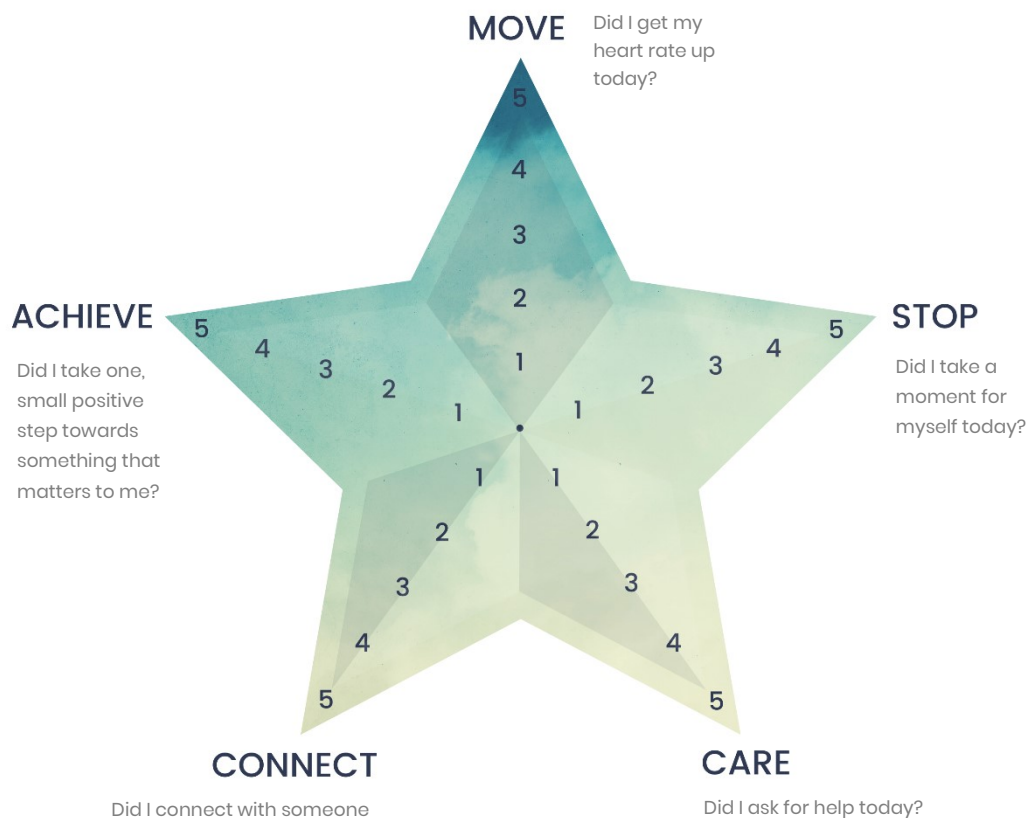 MOVE
Did I get my
heart rate up
today?
5
4
3
2
1
ACHIEVE
Did I take one,
small positive
step towards
something that
matters to me?
5
4
3
2
1
STOP
Did I take a
moment for
myself today?
1
2
3
4
5
1
2
3
4
5
CONNECT
Did I connect with someone
1
2
3
4
5
CARE
Did I ask for help today?